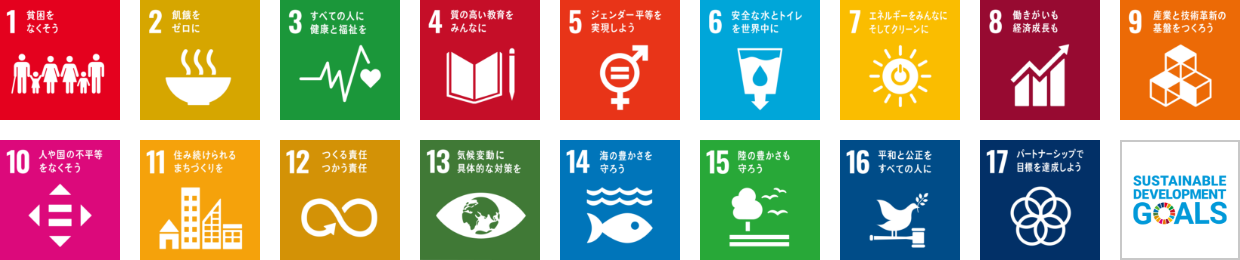 1 貧困を
なくそう
2 飢餓を
ゼロに
3 すべての人に
健康と福祉を
4 質の高い教育を
みんなに
5 ジェンダー平等を
実現しよう
6 安全な水とトイレ
を世界中に
7 エネルギーをみんなに
そしてクリーンに
8 働きがいも
経済成長も
9 産業と技術革新の
基盤をつくろう
10 人や国の不平等
をなくそう
11 住み続けられる
まちづくりを
12 つくる責任
つかう責任
13 気候変動に
具体的な対策を
14 海の豊かさを
守ろう
15 陸の豊かさも
守ろう
16 平和と公正を
すべての人に
17 パートナーシップで
目標を達成しよう
SUSTAINABLE
DEVELOPMENT
GOALS